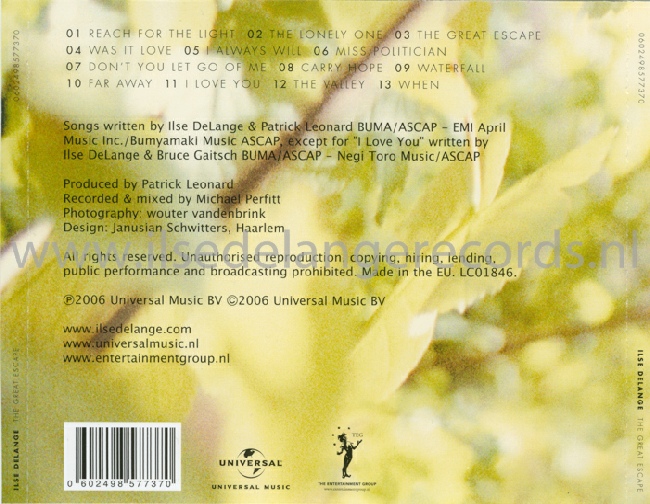 01 REACH FOR THE LIGHT 02 THE LONELY ONE 03 THE GREAT ESCAPE
04 WAS IT LOVE 05 I ALWAYS WILL 06 MISS POLITICIAN
07 DON'T YOU LET GO OF ME 08 CARRY HOPE 09 WATERFALL
10 FAR AWAY 11 I LOVE YOU 12 THE VALLEY 13 WHEN
Songs written by Ilse DeLange & Patrick Leonard BUMA/ASCAP – EMI April
Music Inc./Bumyamaki Music ASCAP, except for "I Love You" written by
Ilse DeLange & Bruce Gaitsch BUMA/ASCAP – Negi Toro Music/ASCAP
Produced by Patrick Leonard
Recorded & mixed by Michael Perfitt
Photography: wouter vandenbrink
Design: Janusian Schwitters, Haarlem
www.ilsedelangerecords.nl
All rights reserved. Unauthorised reproduction, copying, hiring, lending,
public performance and broadcasting prohibited. Made in the EU. LC01846.
℗2006 Universal Music BV ©2006 Universal Music BV
www.ilsedelange.com
www.universalmusic.nl
www.entertainmentgroup.nl
0 602498 577370
UNIVERSAL
UNIVERSAL MUSIC
TEG
THE ENTERTAINMENT GROUP
www.entertainmentgroup.nl
0602498577370
ILSE DELANGE THE GREAT ESCAPE
0602498577370
ILSE DELANGE THE GREAT ESCAPE